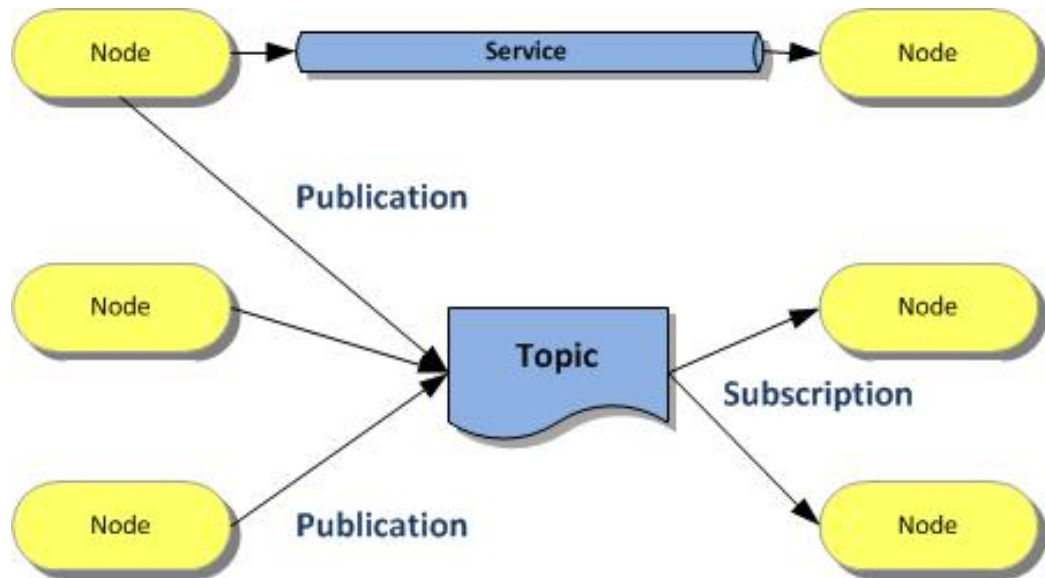 Node
Service
Node
Publication
Node
Topic
Node
Subscription
Node
Publication
Node